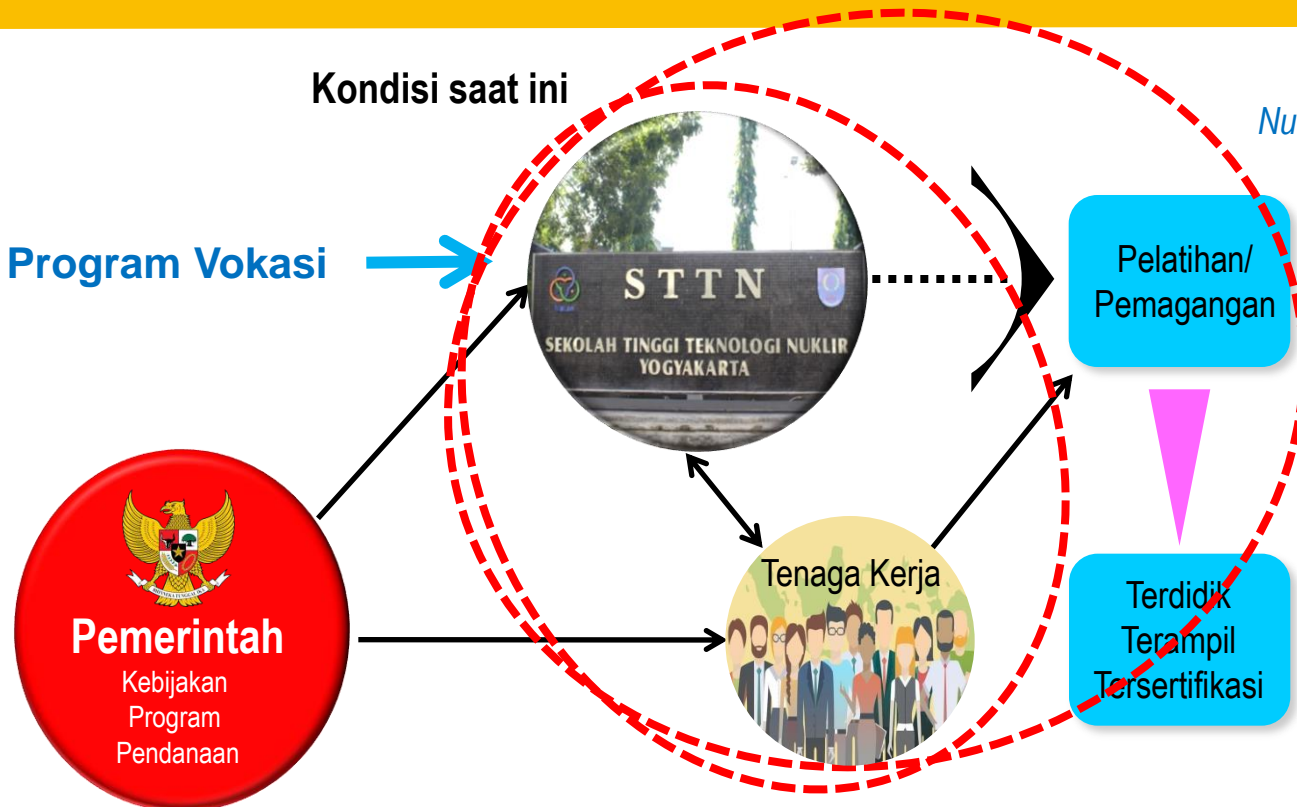 Kondisi saat ini
Nu
Program Vokasi
STTN
SEKOLAH TINGGI TEKNOLOGI NUKLIR
YOGYAKARTA
Pelatihan/
Pemagangan
Tenaga Kerja
Pemerintah
Kebijakan
Program
Pendanaan
Terdidik
Terampil
Tersertifikasi